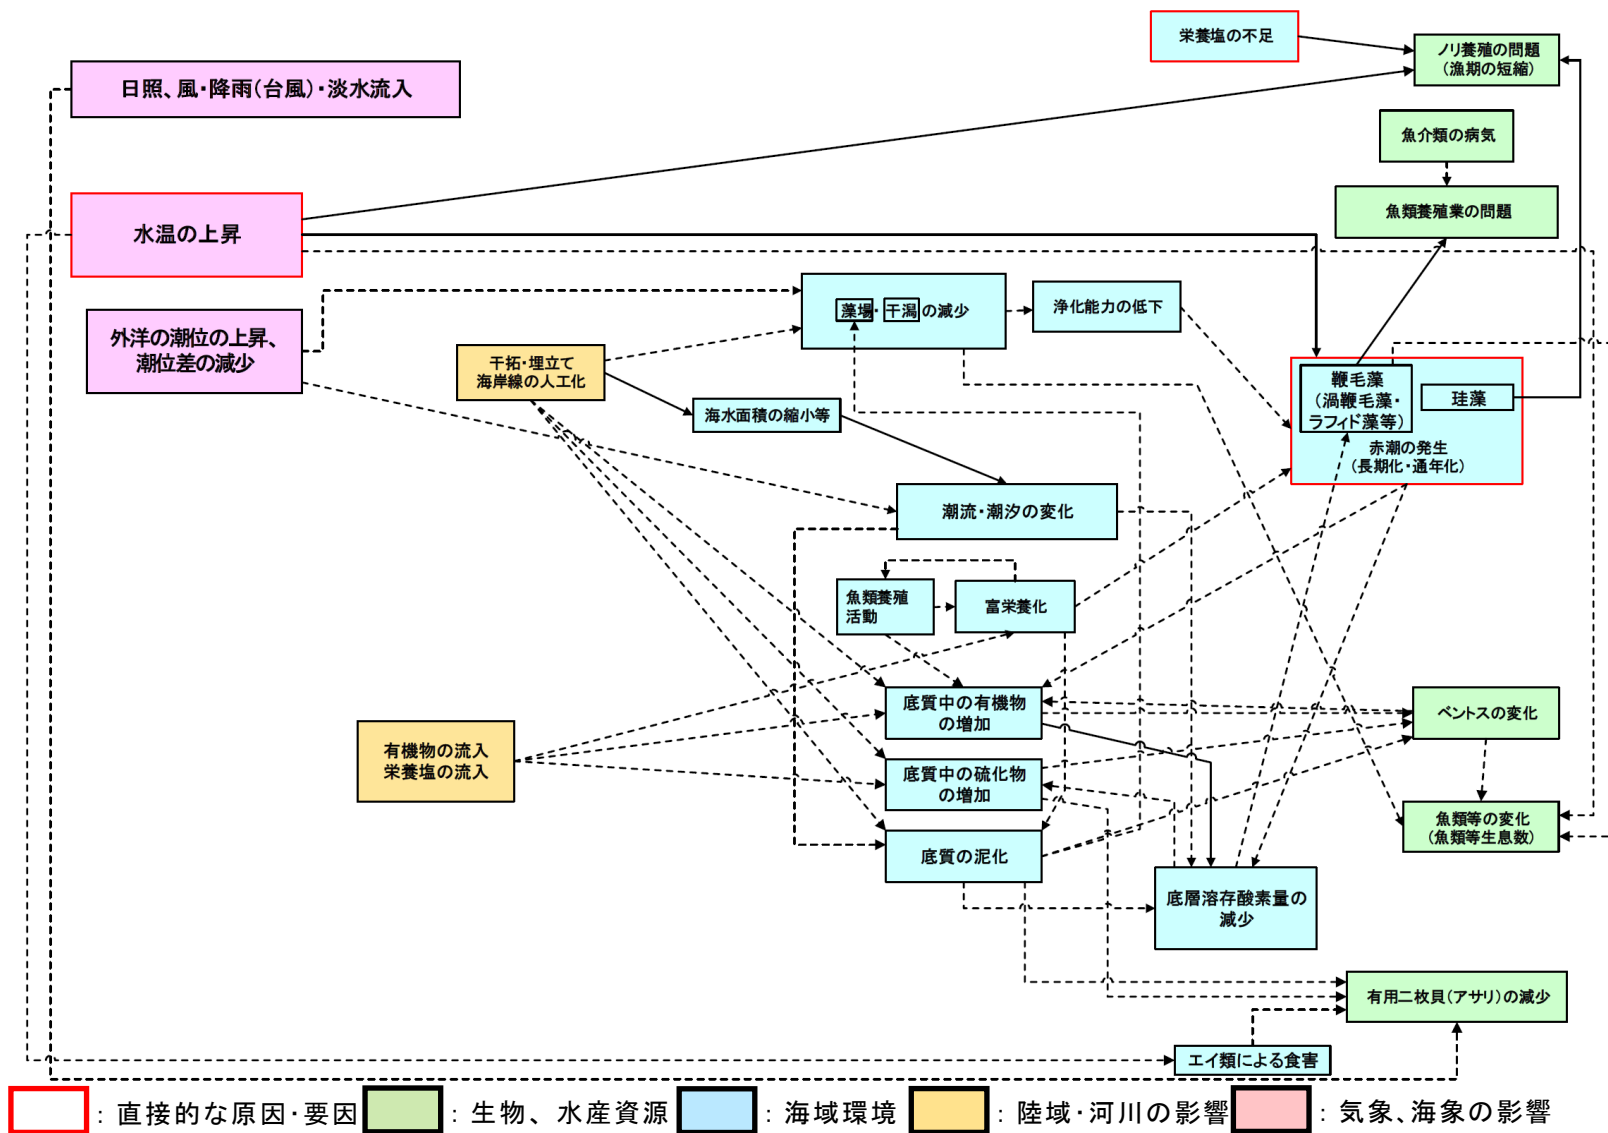 栄養塩の不足
ノリ養殖の問題
（漁期の短縮）
日照、風・降雨（台風）・淡水流入
魚介類の病気
魚類養殖業の問題
水温の上昇
藻場・干潟の減少
浄化能力の低下
外洋の潮位の上昇、
潮位差の減少
干拓・埋立て
海岸線の人工化
海水面積の縮小等
鞭毛藻
（渦鞭毛藻・
ラフィド藻等）
珪藻
赤潮の発生
（長期化・通年化）
潮流・潮汐の変化
魚類養殖
活動
富栄養化
底質中の有機物
の増加
ベントスの変化
有機物の流入
栄養塩の流入
底質中の硫化物
の増加
魚類等の変化
（魚類等生息数）
底質の泥化
底層溶存酸素量の
減少
有用二枚貝（アサリ）の減少
エイ類による食害
：直接的な原因・要因
：生物、水産資源
：海域環境
：陸域・河川の影響
：気象、海象の影響